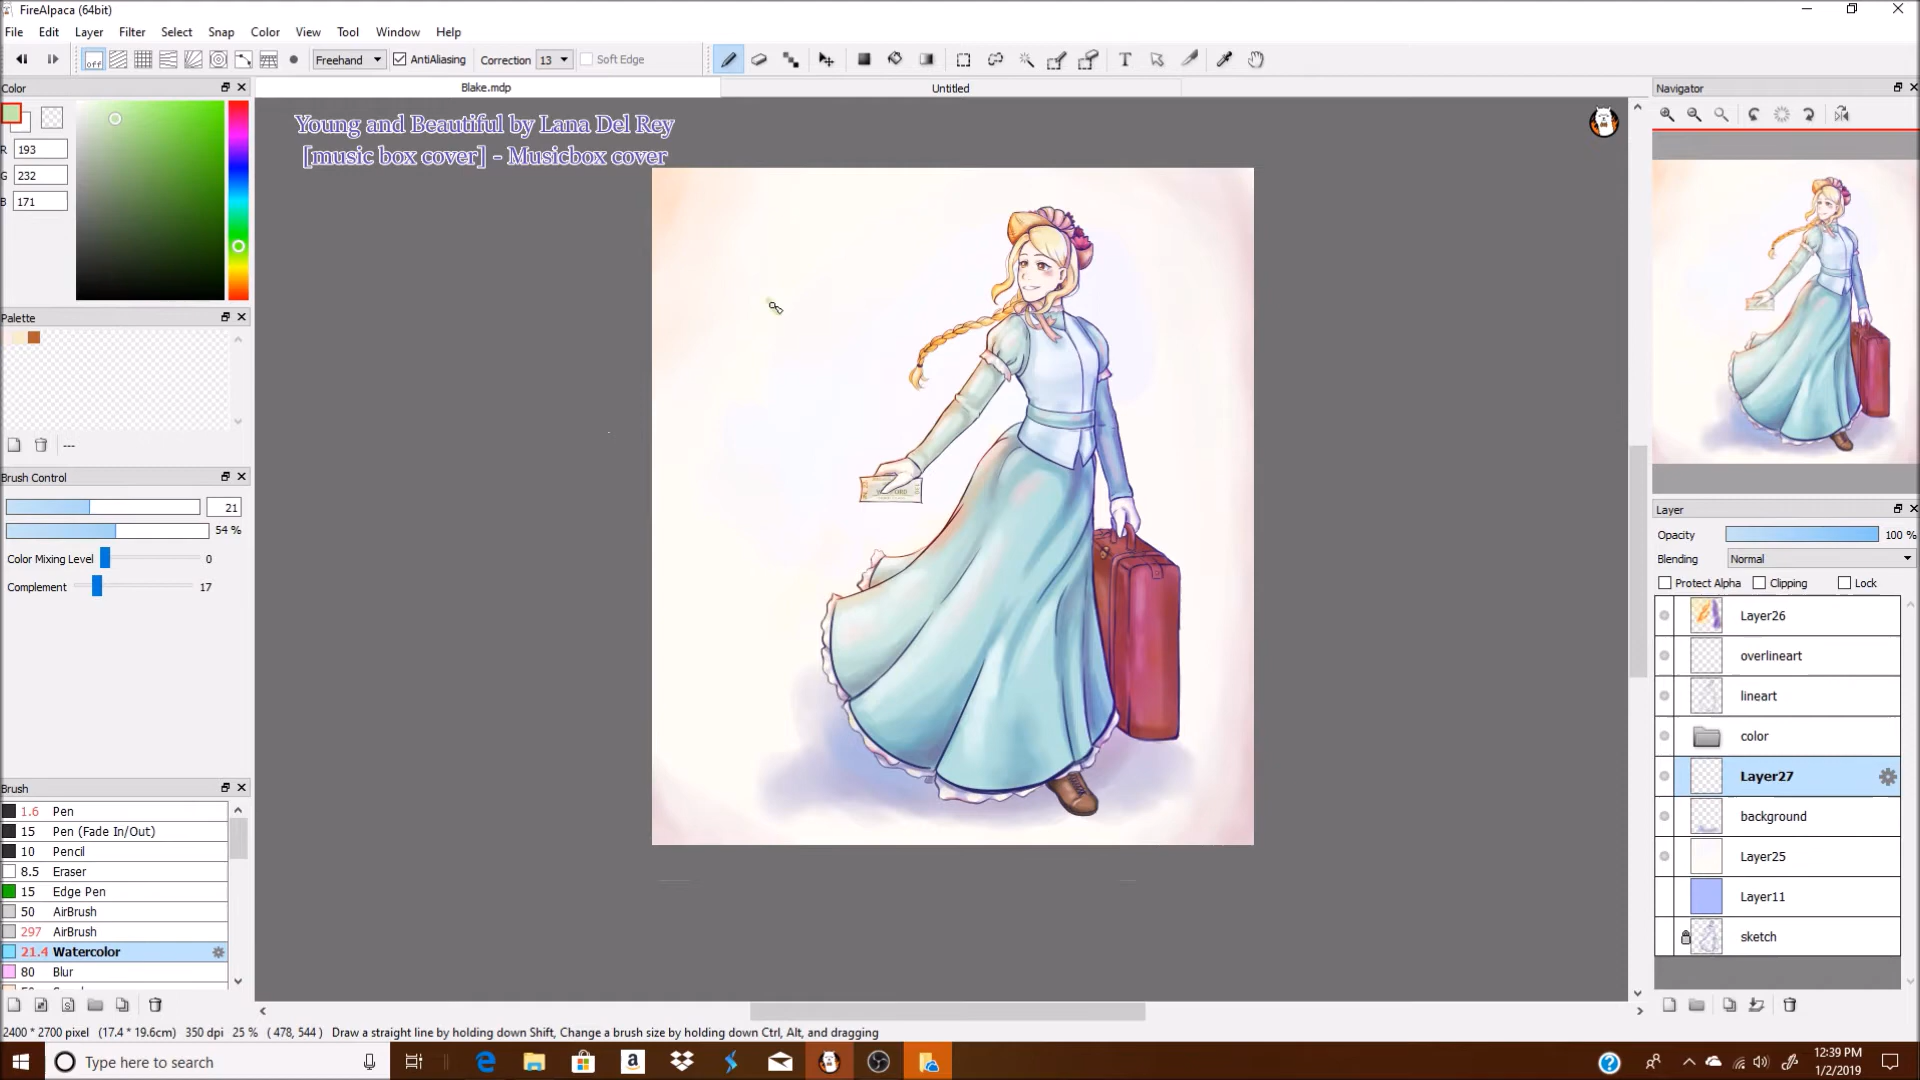 FireAlpaca (64bit)
File Edit Layer Filter Select Snap Color View Tool Window Help
off Freehand AntiAliasing Correction 13 Soft Edge T
Color
Blake.mdp Untitled
Navigator
R 193
G 232
B 171
Young and Beautiful by Lana Del Rey
[music box cover] - Musicbox cover
Palette
---
Brush Control
21
54 %
Color Mixing Level 0
Complement 17
Layer
Opacity 100 %
Blending Normal
Protect Alpha Clipping Lock
Layer26
overlineart
lineart
color
Layer27
background
Layer25
Layer11
sketch
Brush
1.6 Pen
15 Pen (Fade In/Out)
10 Pencil
8.5 Eraser
15 Edge Pen
50 AirBrush
297 AirBrush
21.4 Watercolor
80 Blur
2400 * 2700 pixel (17.4 * 19.6cm) 350 dpi 25 % ( 478, 544 ) Draw a straight line by holding down Shift, Change a brush size by holding down Ctrl, Alt, and dragging
Type here to search
12:39 PM
1/2/2019